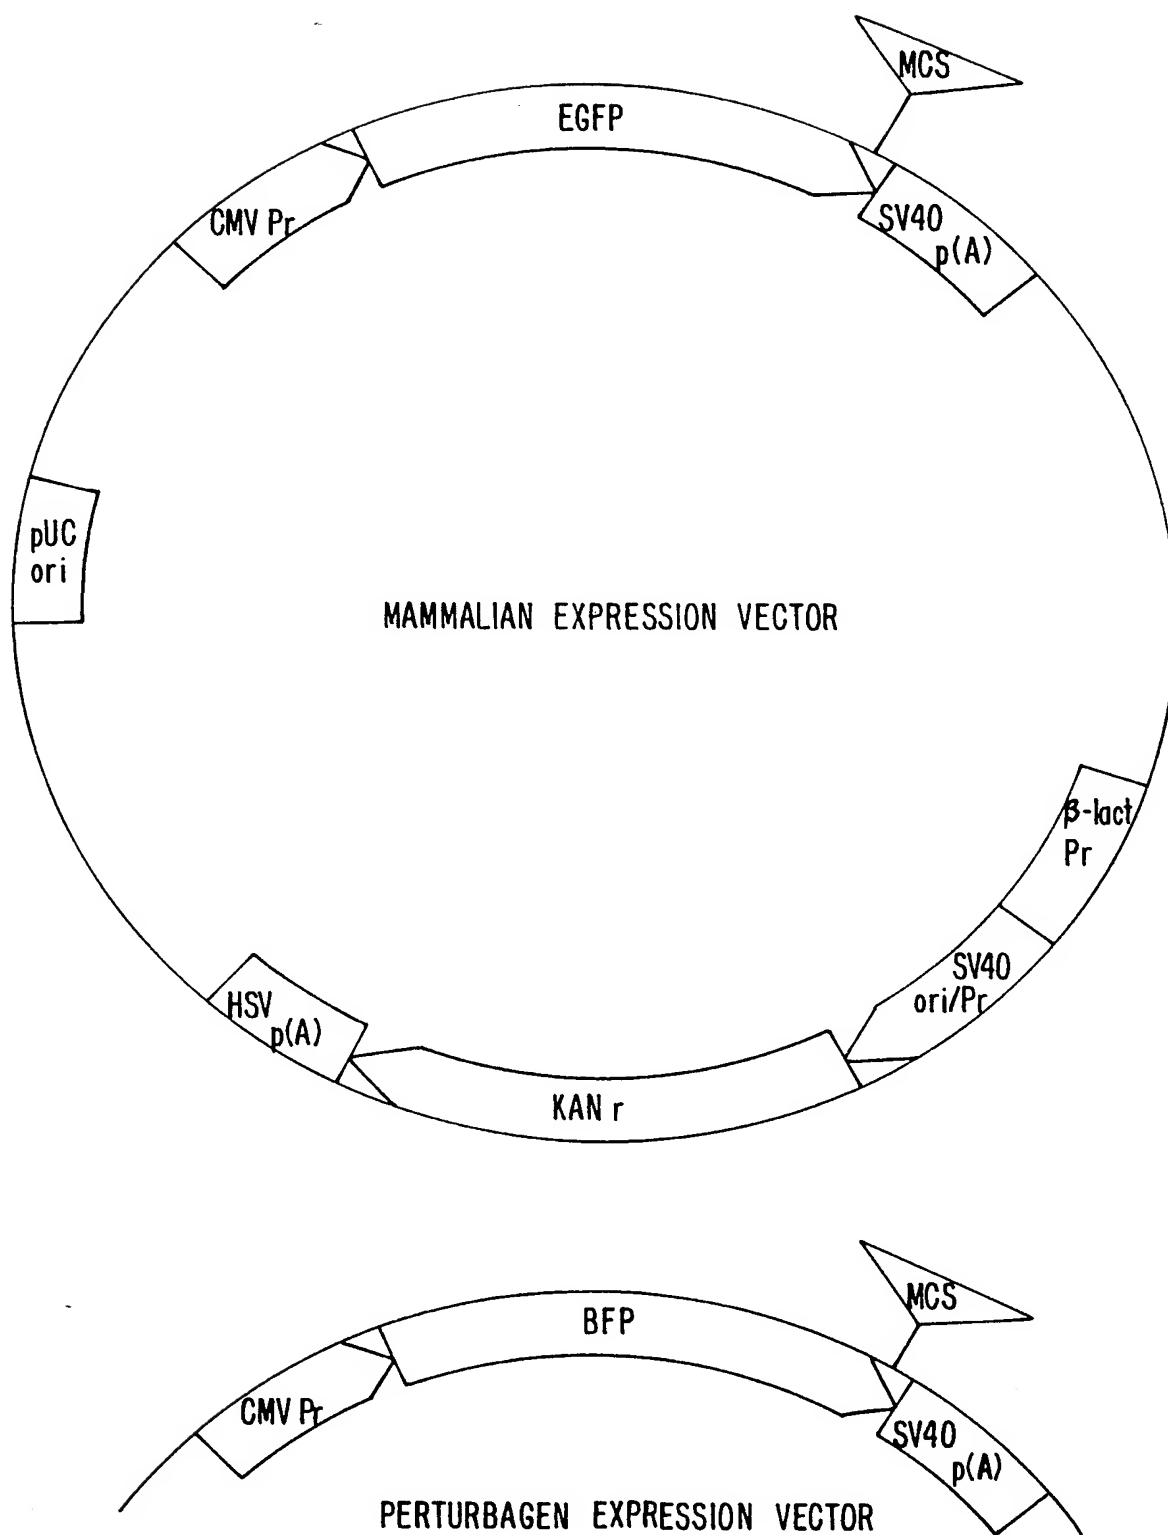 MCS
EGFP
CMV Pr
SV40
p(A)
pUC
ori
MAMMALIAN EXPRESSION VECTOR
β-lact
Pr
SV40
ori/Pr
HSV
p(A)
KAN r
MCS
BFP
CMV Pr
SV40
p(A)
PERTURBAGEN EXPRESSION VECTOR